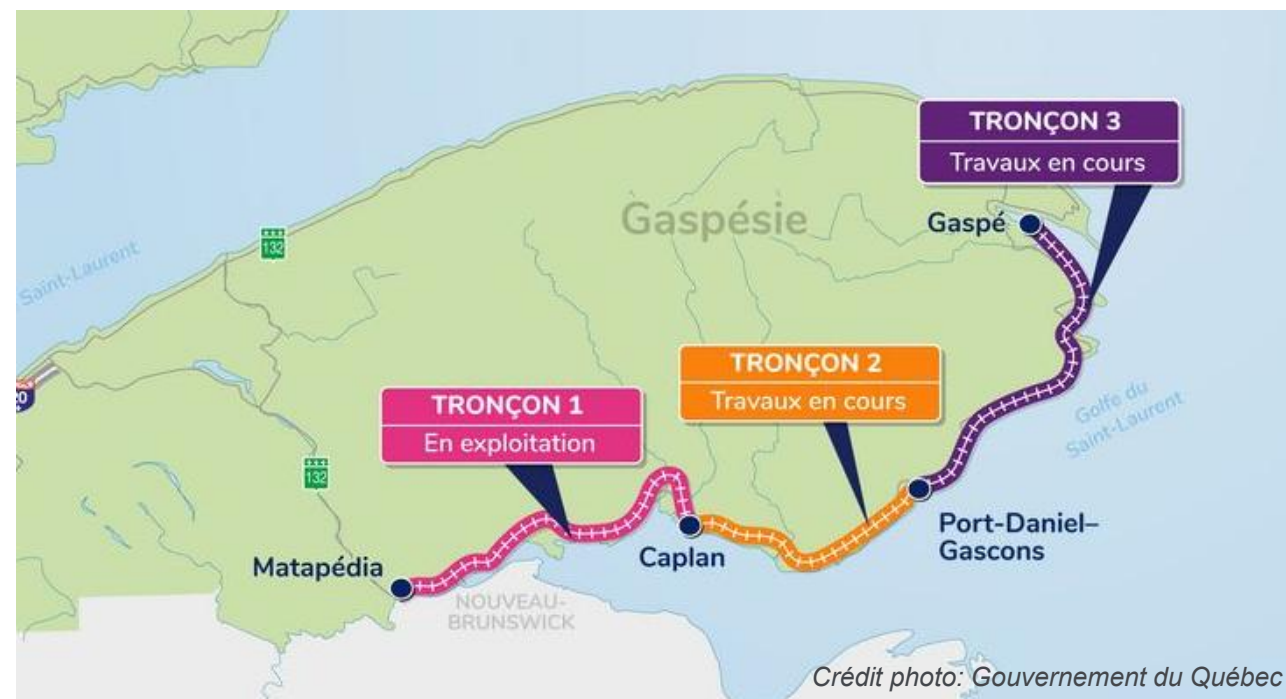 TRONÇON 3
Travaux en cours
Gaspésie
Gaspé
132
Saint-Laurent
TRONÇON 2
Travaux en cours
20
TRONÇON 1
En exploitation
Golfe du
Saint-Laurent
132
Port-Daniel–
Gascons
Caplan
Matapédia
NOUVEAU-
BRUNSWICK
Crédit photo: Gouvernement du Québec